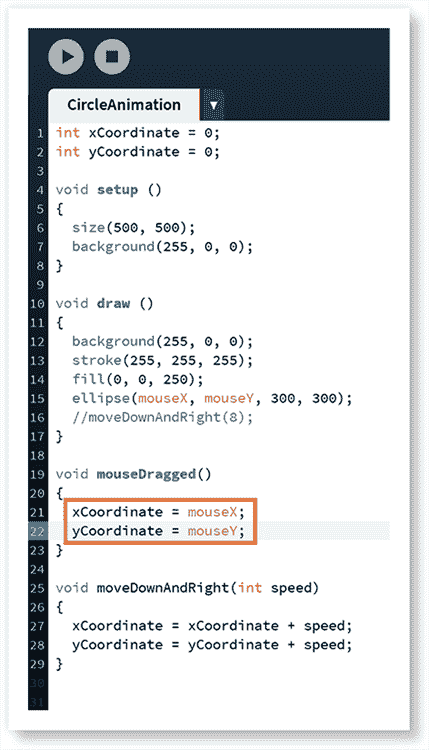 CircleAnimation ▼
1 int xCoordinate = 0;
2 int yCoordinate = 0;
3
4 void setup ()
5 {
6   size(500, 500);
7   background(255, 0, 0);
8 }
9
10 void draw ()
11 {
12   background(255, 0, 0);
13   stroke(255, 255, 255);
14   fill(0, 0, 250);
15   ellipse(mouseX, mouseY, 300, 300);
16   //moveDownAndRight(8);
17 }
18
19 void mouseDragged()
20 {
21   xCoordinate = mouseX;
22   yCoordinate = mouseY;
23 }
24
25 void moveDownAndRight(int speed)
26 {
27   xCoordinate = xCoordinate + speed;
28   yCoordinate = yCoordinate + speed;
29 }
30
31